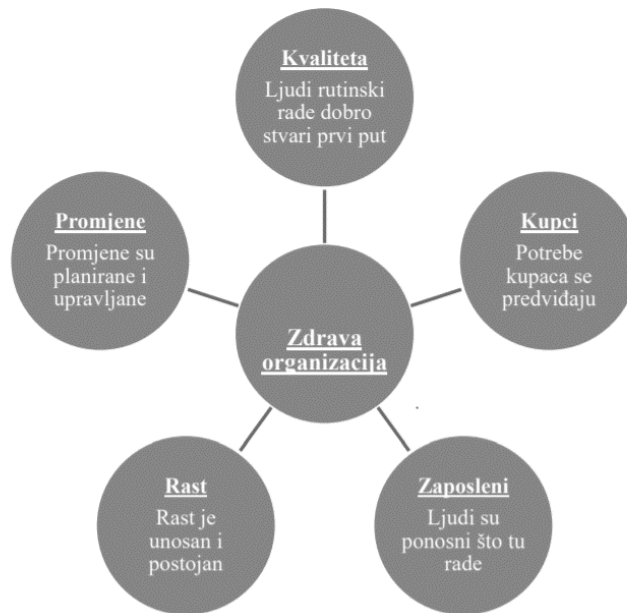 Kvaliteta
Ljudi rutinski
rade dobro
stvari prvi put
Promjene
Promjene su
planirane i
upravljane
Kupci
Potrebe
kupaca se
predviđaju
Zdrava
organizacija
Rast
Rast je
unosan i
postojan
Zaposleni
Ljudi su
ponosni što tu
rade